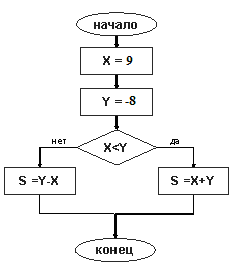 начало
X = 9
Y = -8
нет
X<Y
да
S =Y-X
S =X+Y
конец